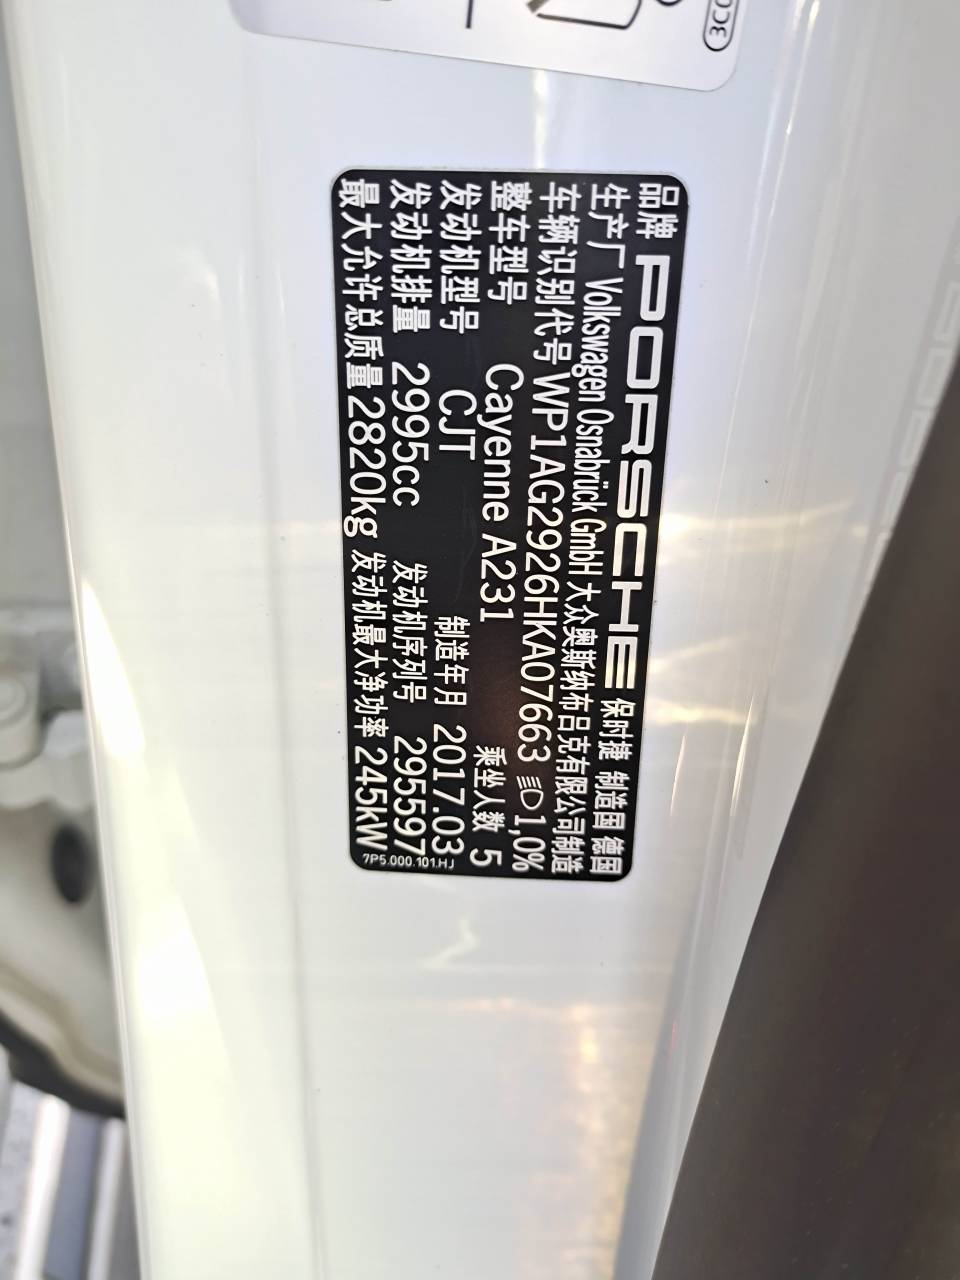 3CC
品牌 PORSCHE 保时捷 制造国 德国
生产厂 Volkswagen Osnabrück GmbH 大众奥斯纳布吕克有限公司制造
车辆识别代号 WP1AG2926HKA07663 1,0%
整车型号 Cayenne A231 乘坐人数 5
发动机型号 CJT 制造年月 2017.03
发动机排量 2995cc 发动机序列号 295597
最大允许总质量 2820kg 发动机最大净功率 245kW
7P5.000.101.HJ